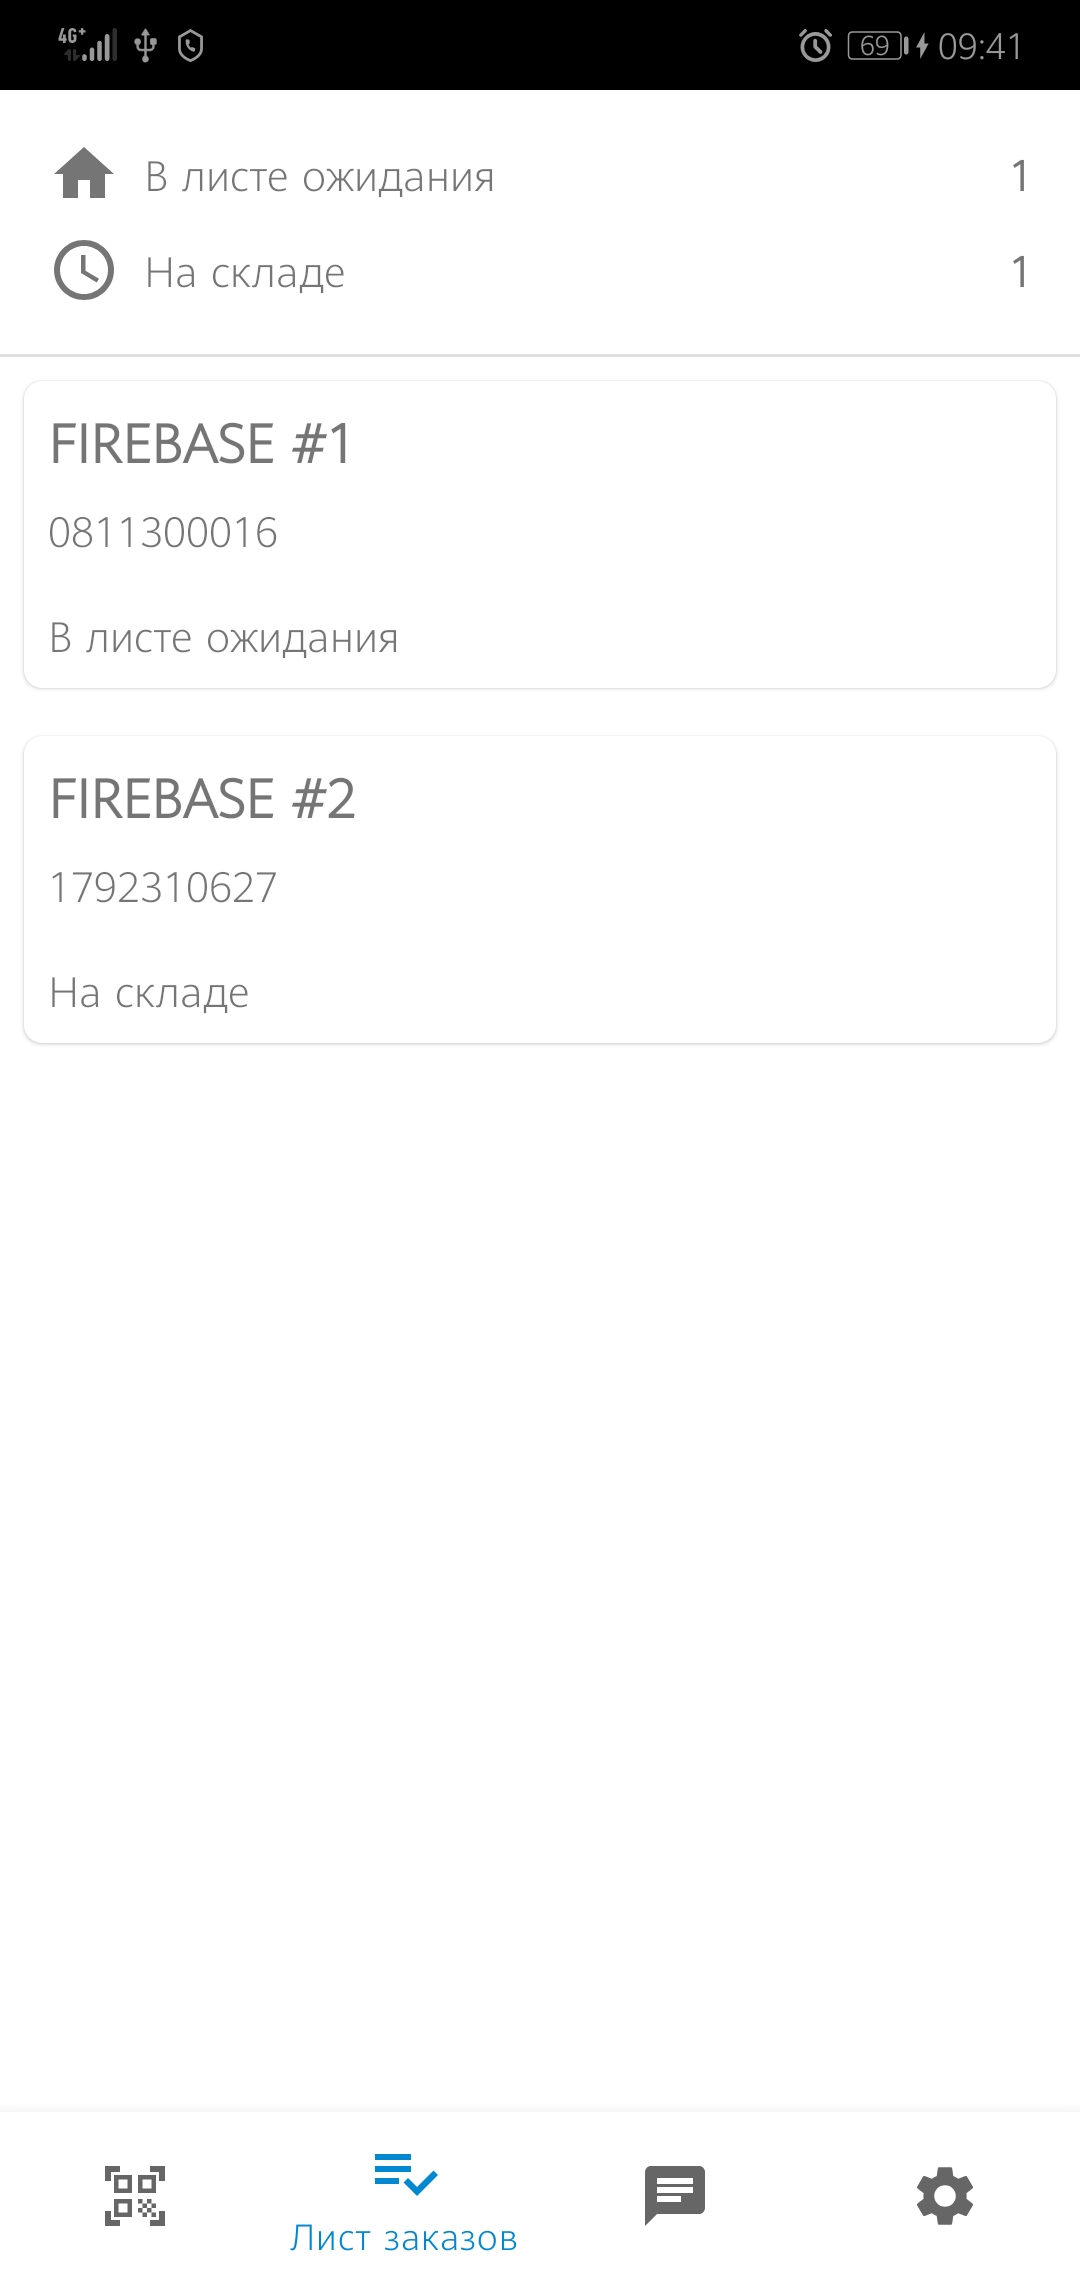 4G+ 69 09:41
В листе ожидания 1
На складе 1
FIREBASE #1
0811300016
В листе ожидания
FIREBASE #2
1792310627
На складе
Лист заказов